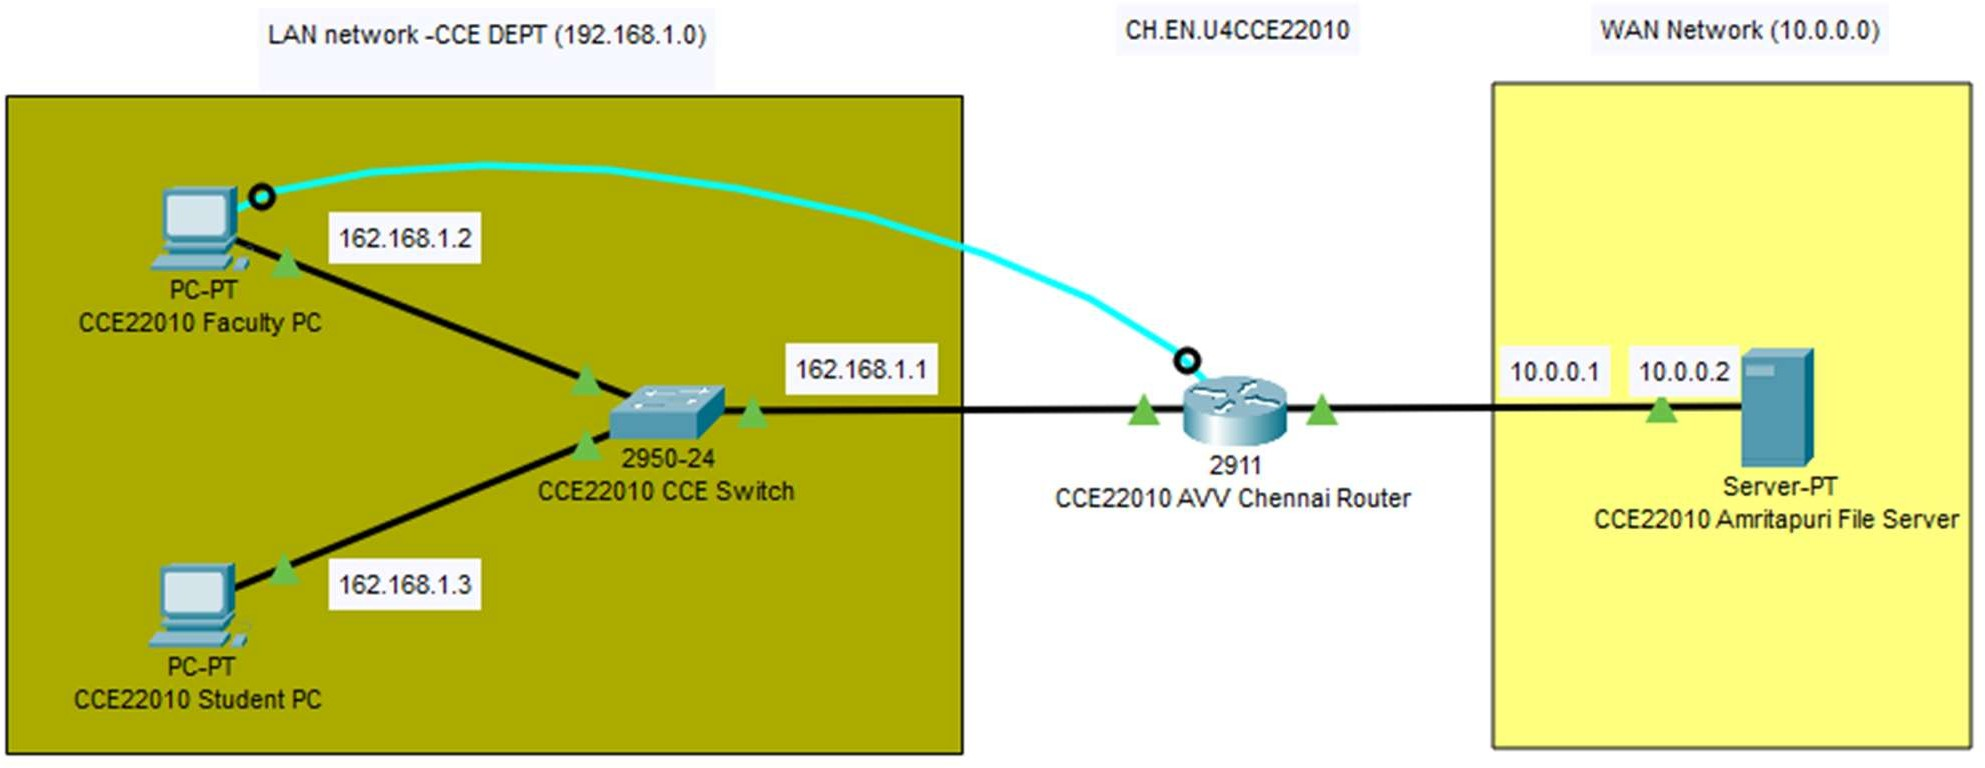 LAN network -CCE DEPT (192.168.1.0)
CH.EN.U4CCE22010
WAN Network (10.0.0.0)
162.168.1.2
PC-PT
CCE22010 Faculty PC
162.168.1.1
10.0.0.1
10.0.0.2
2950-24
CCE22010 CCE Switch
2911
CCE22010 AVV Chennai Router
Server-PT
CCE22010 Amritapuri File Server
162.168.1.3
PC-PT
CCE22010 Student PC